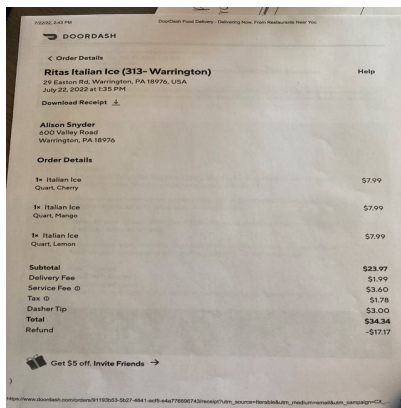 7/22/22, 2:43 PM DoorDash Food Delivery - Delivering Now, From Restaurants Near You
DOORDASH
< Order Details
Ritas Italian Ice (313- Warrington) Help
29 Easton Rd, Warrington, PA 18976, USA
July 22, 2022 at 1:35 PM
Download Receipt
Alison Snyder
600 Valley Road
Warrington, PA 18976
Order Details
1× Italian Ice $7.99
Quart, Cherry
1× Italian Ice $7.99
Quart, Mango
1× Italian Ice $7.99
Quart, Lemon
Subtotal $23.97
Delivery Fee $1.99
Service Fee $3.60
Tax $1.78
Dasher Tip $3.00
Total $34.34
Refund -$17.17
Get $5 off. Invite Friends →